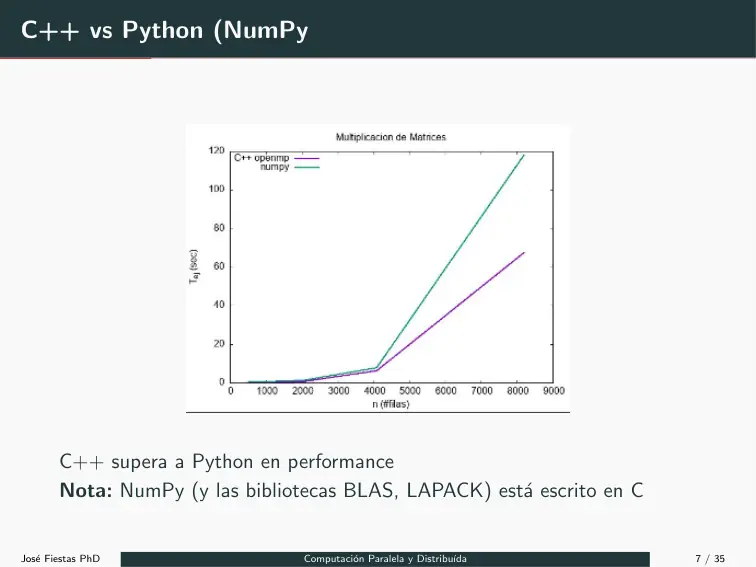 C++ vs Python (NumPy
Multiplicacion de Matrices
C++ openmp
numpy
120
100
80
60
40
20
0
T_ej (sec)
0 1000 2000 3000 4000 5000 6000 7000 8000 9000
n (#filas)
C++ supera a Python en performance
Nota: NumPy (y las bibliotecas BLAS, LAPACK) está escrito en C
José Fiestas PhD
Computación Paralela y Distribuída
7 / 35